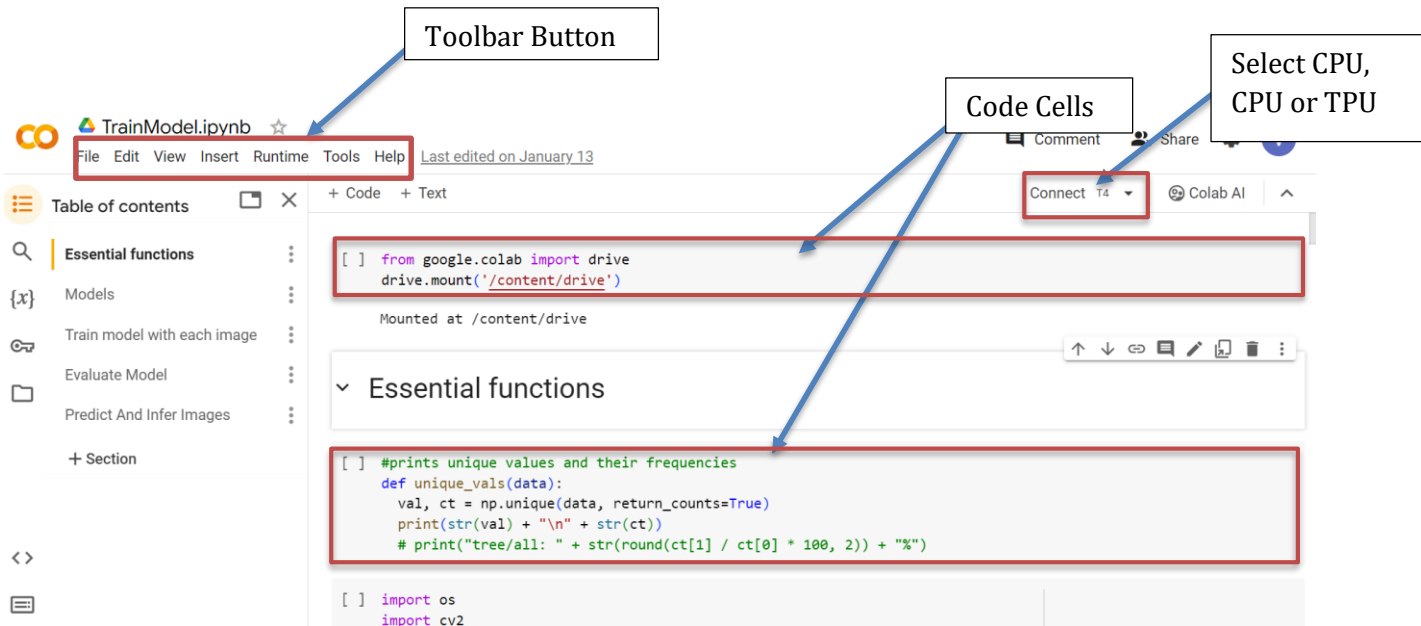 Toolbar Button
Select CPU,
CPU or TPU
Code Cells
CO TrainModel.ipynb
File Edit View Insert Runtime Tools Help Last edited on January 13
Comment Share
Table of contents
+ Code + Text
Connect T4 Colab AI
Essential functions
Models
Train model with each image
Evaluate Model
Predict And Infer Images
+ Section
{x}
<>
[ ] from google.colab import drive
drive.mount('/content/drive')
Mounted at /content/drive
Essential functions
[ ] #prints unique values and their frequencies
def unique_vals(data):
val, ct = np.unique(data, return_counts=True)
print(str(val) + "\n" + str(ct))
# print("tree/all: " + str(round(ct[1] / ct[0] * 100, 2)) + "%")
[ ] import os
import cv2